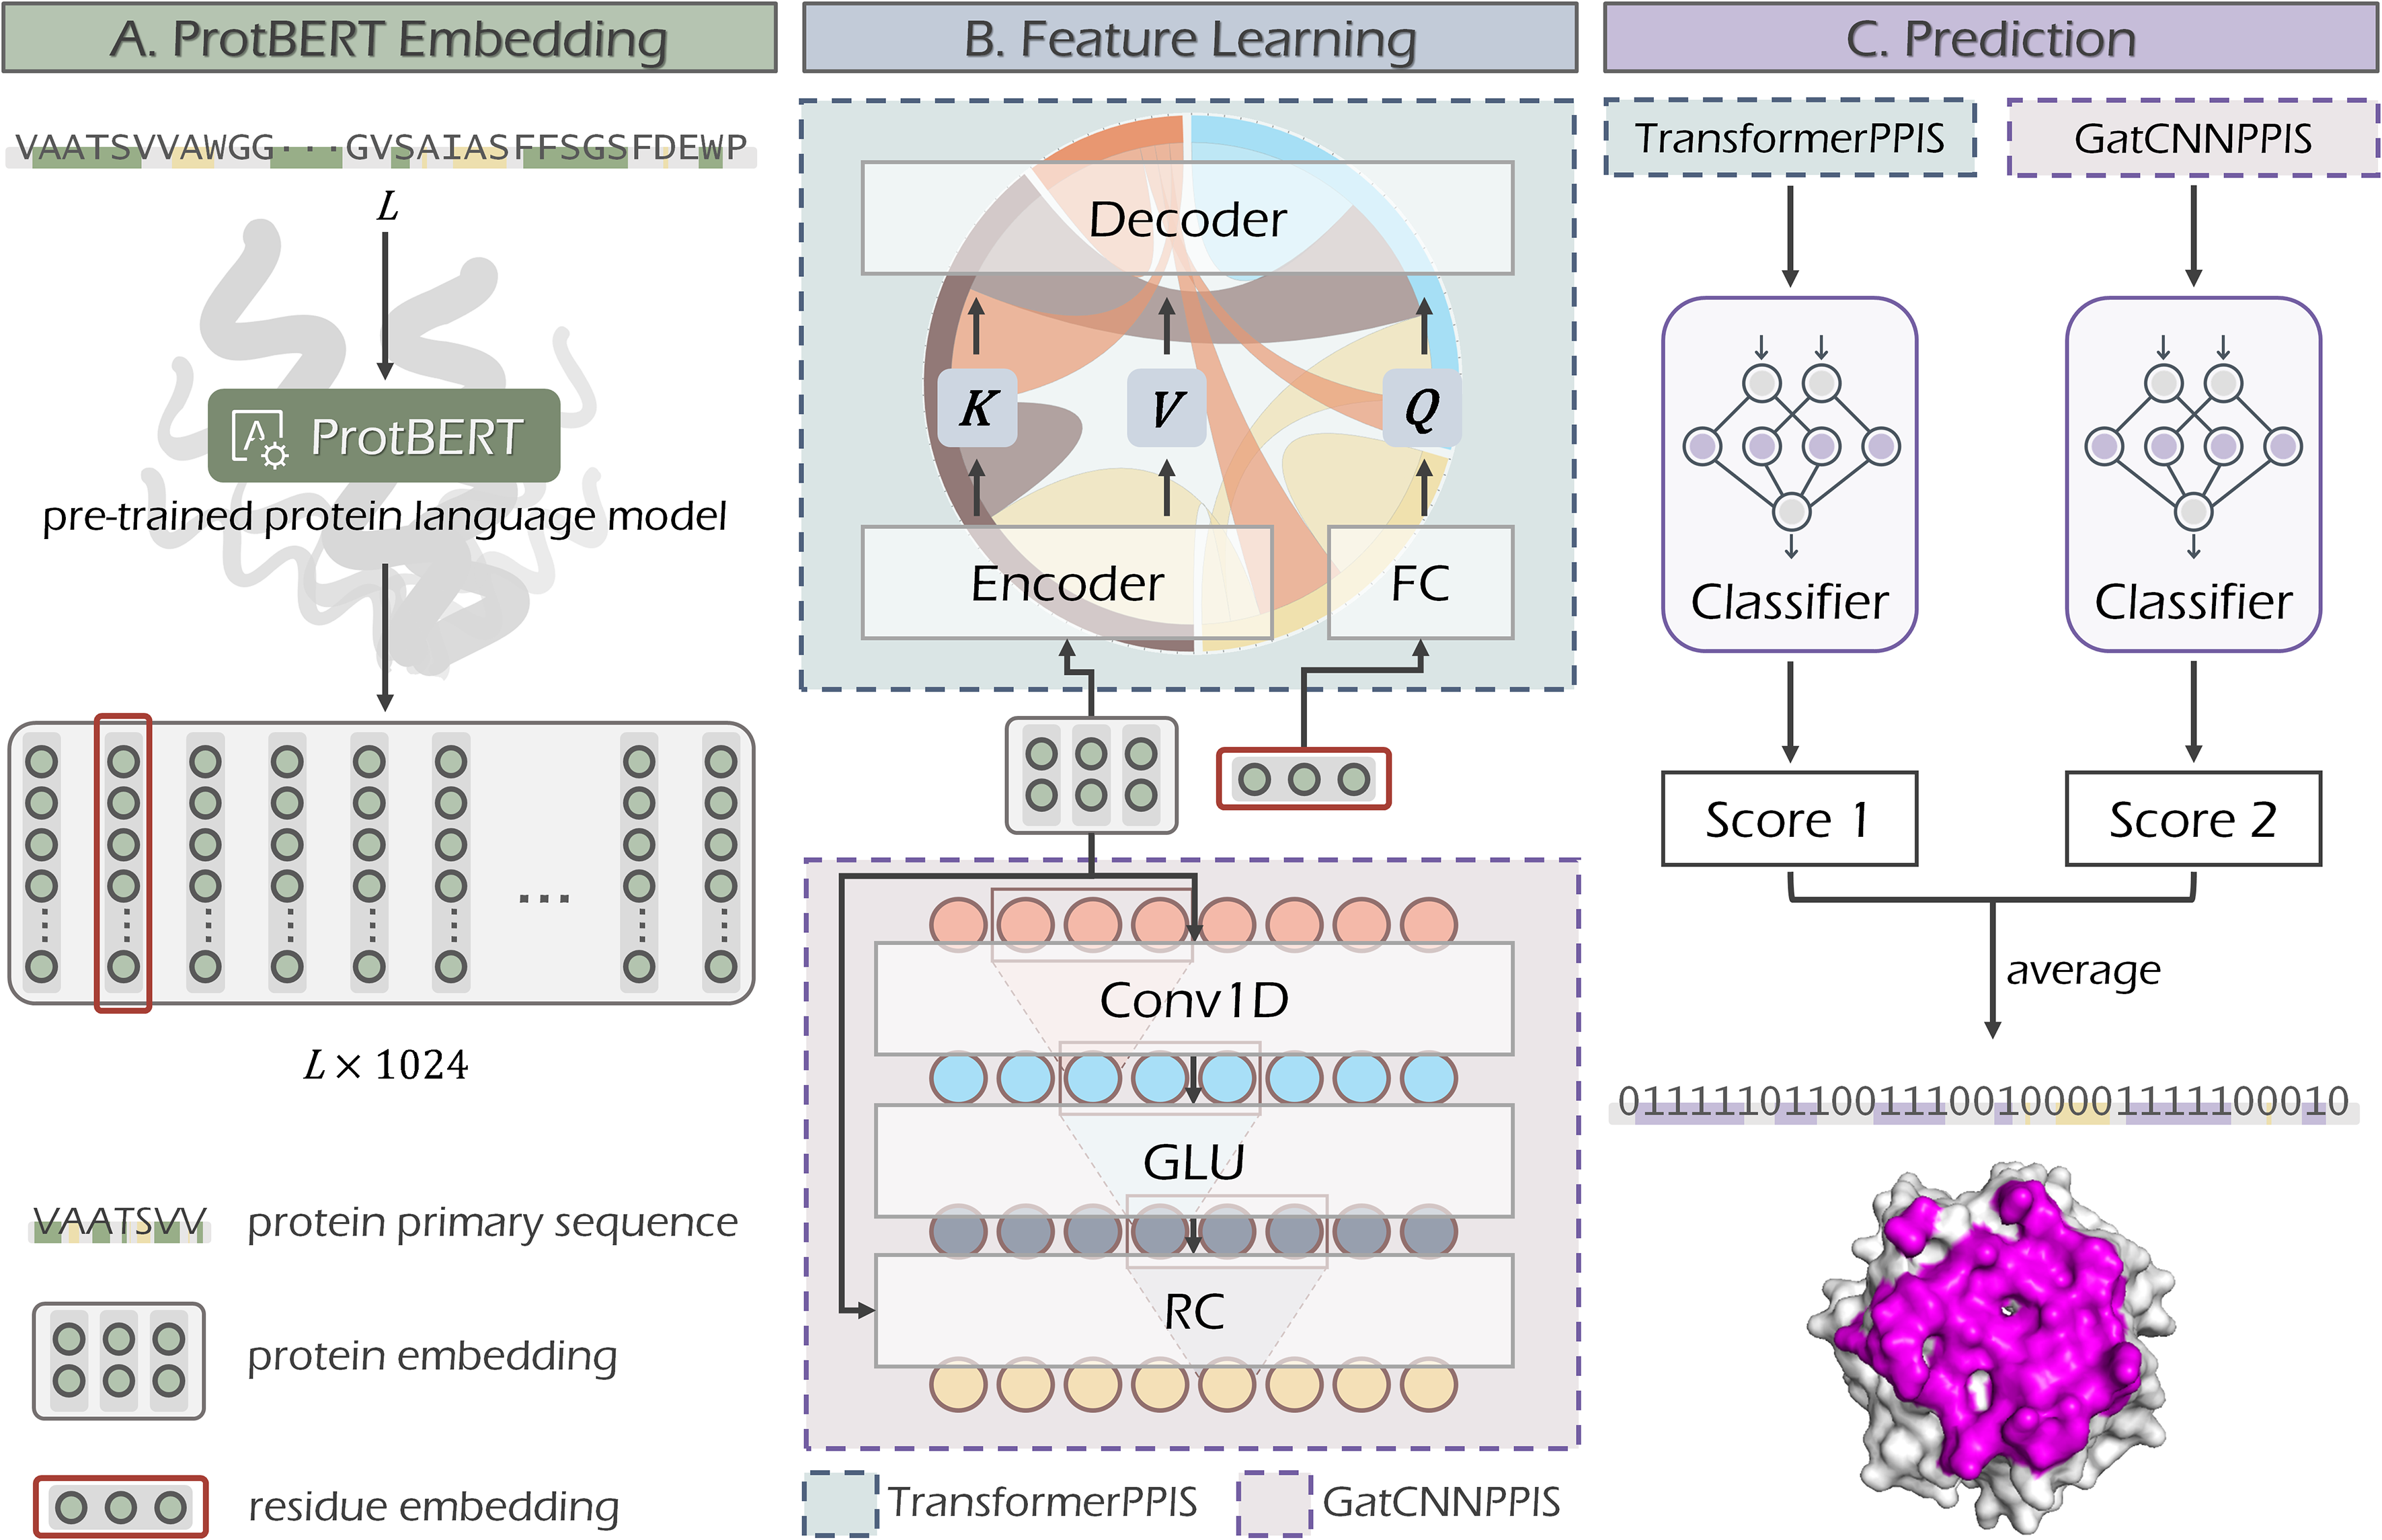 A. ProtBERT Embedding
VAATSVVAWGG···GVSAIASFFSGSFDEWP
L
ProtBERT
pre-trained protein language model
...
L × 1024
VAATSVV protein primary sequence
protein embedding
residue embedding
B. Feature Learning
Decoder
K V Q
Encoder FC
Conv1D
GLU
RC
TransformerPPIS GatCNNPPIS
C. Prediction
TransformerPPIS GatCNNPPIS
Classifier Classifier
Score 1 Score 2
average
011111101100111001000011111100010